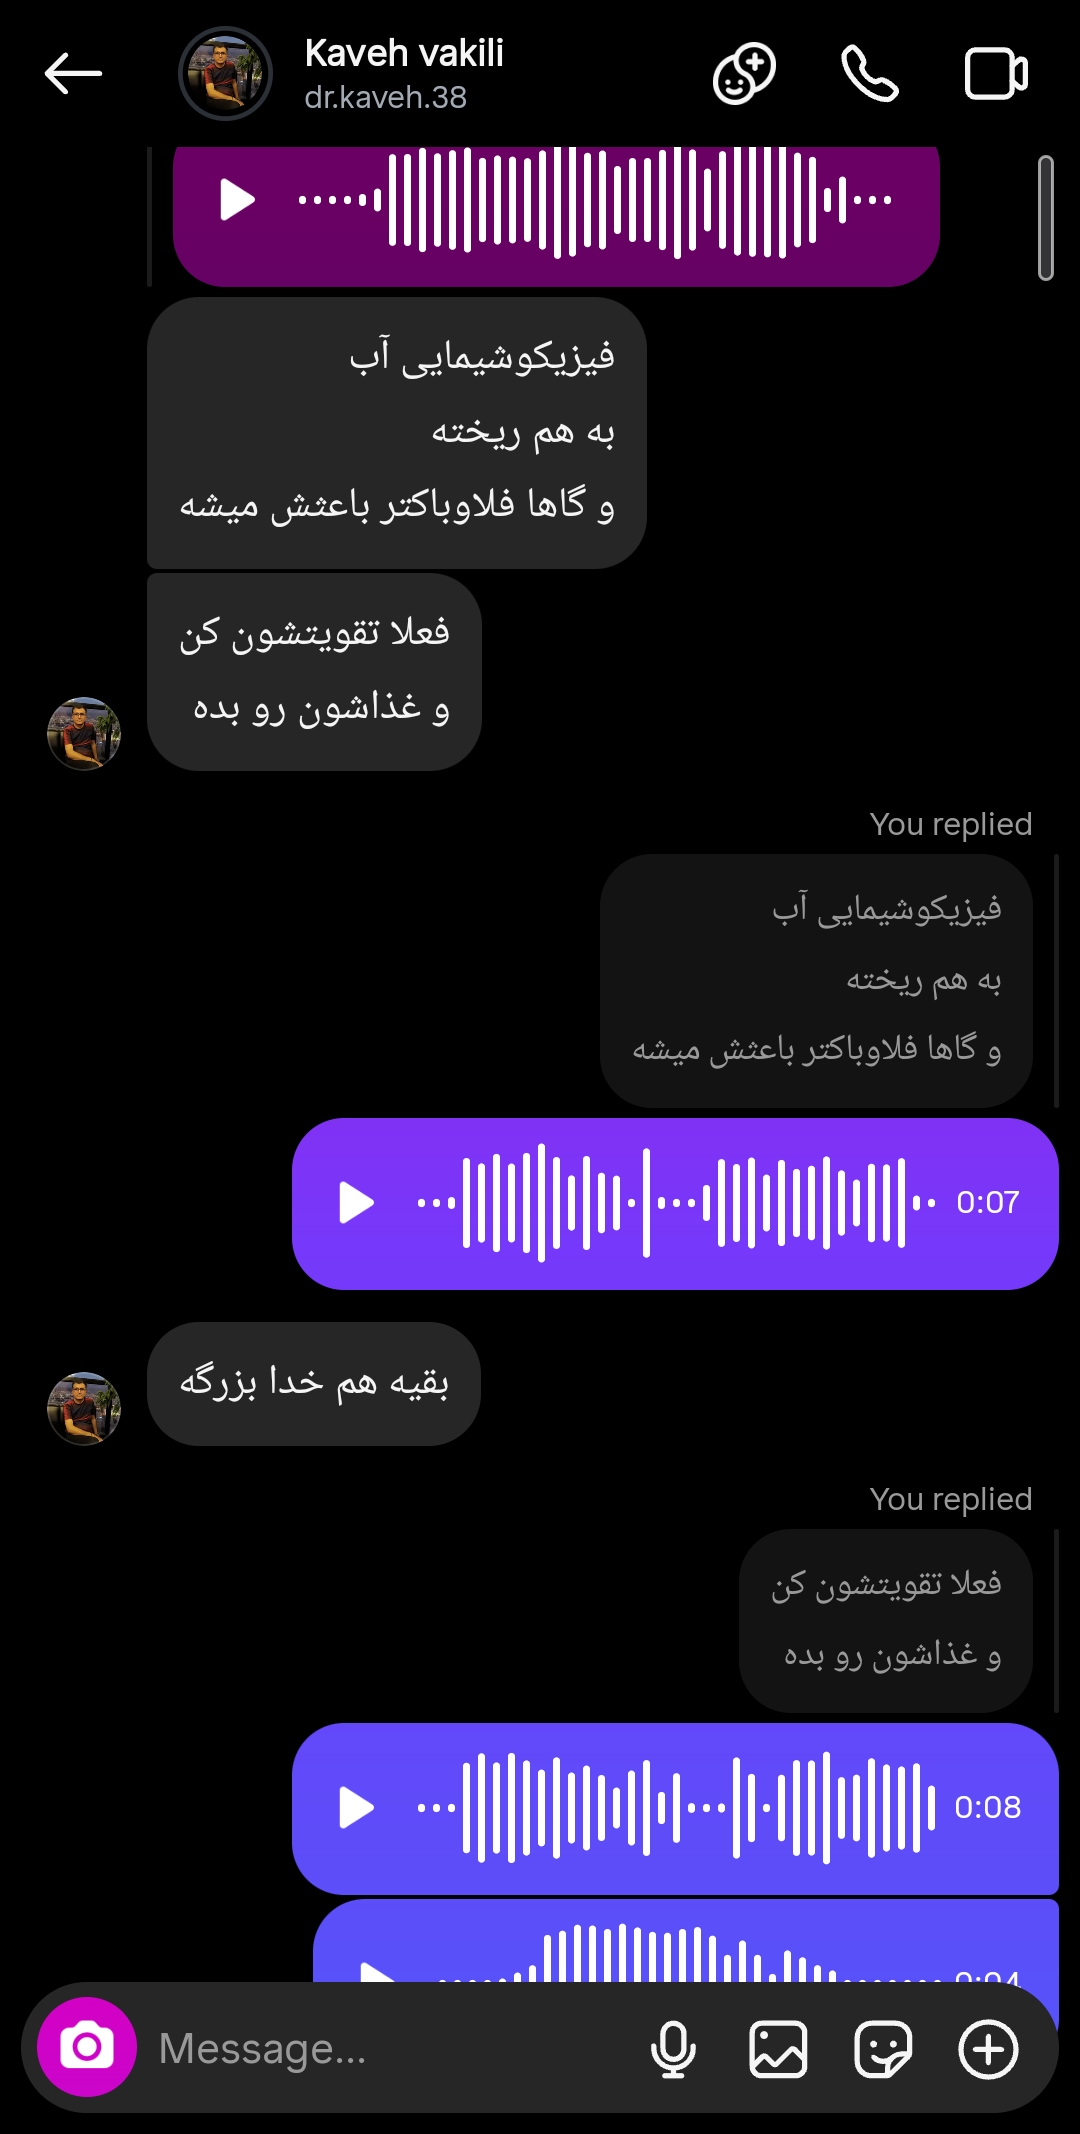 Kaveh vakili
dr.kaveh.38
فیزیکوشیمایی آب
به هم ریخته
و گاها فلاوباکتر باعثش میشه
فعلا تقویتشون کن
و غذاشون رو بده
You replied
فیزیکوشیمایی آب
به هم ریخته
و گاها فلاوباکتر باعثش میشه
0:07
بقیه هم خدا بزرگه
You replied
فعلا تقویتشون کن
و غذاشون رو بده
0:08
0:04
Message...